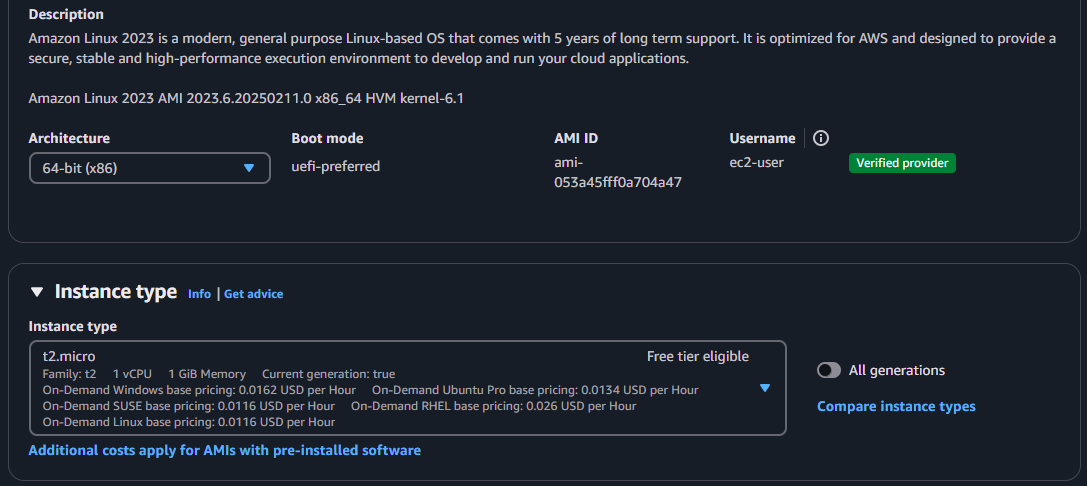 Description
Amazon Linux 2023 is a modern, general purpose Linux-based OS that comes with 5 years of long term support. It is optimized for AWS and designed to provide a
secure, stable and high-performance execution environment to develop and run your cloud applications.
Amazon Linux 2023 AMI 2023.6.20250211.0 x86_64 HVM kernel-6.1
Architecture Boot mode AMI ID Username
64-bit (x86) uefi-preferred ami- ec2-user Verified provider
053a45fff0a704a47
Instance type Info | Get advice
Instance type
t2.micro Free tier eligible
Family: t2 1 vCPU 1 GiB Memory Current generation: true
All generations
On-Demand Windows base pricing: 0.0162 USD per Hour On-Demand Ubuntu Pro base pricing: 0.0134 USD per Hour
On-Demand SUSE base pricing: 0.0116 USD per Hour On-Demand RHEL base pricing: 0.026 USD per Hour
Compare instance types
On-Demand Linux base pricing: 0.0116 USD per Hour
Additional costs apply for AMIs with pre-installed software